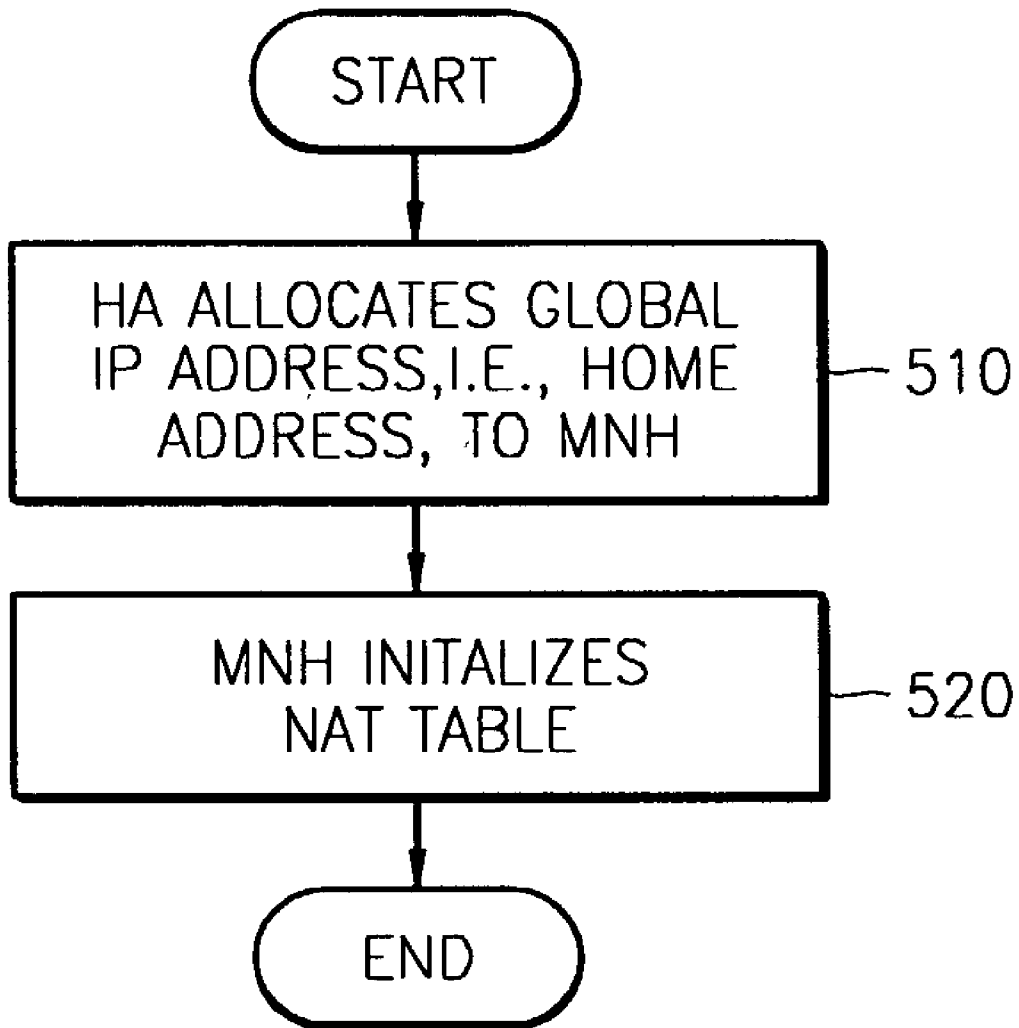 START
HA ALLOCATES GLOBAL
IP ADDRESS,I.E., HOME
ADDRESS, TO MNH
510
MNH INITALIZES
NAT TABLE
520
END